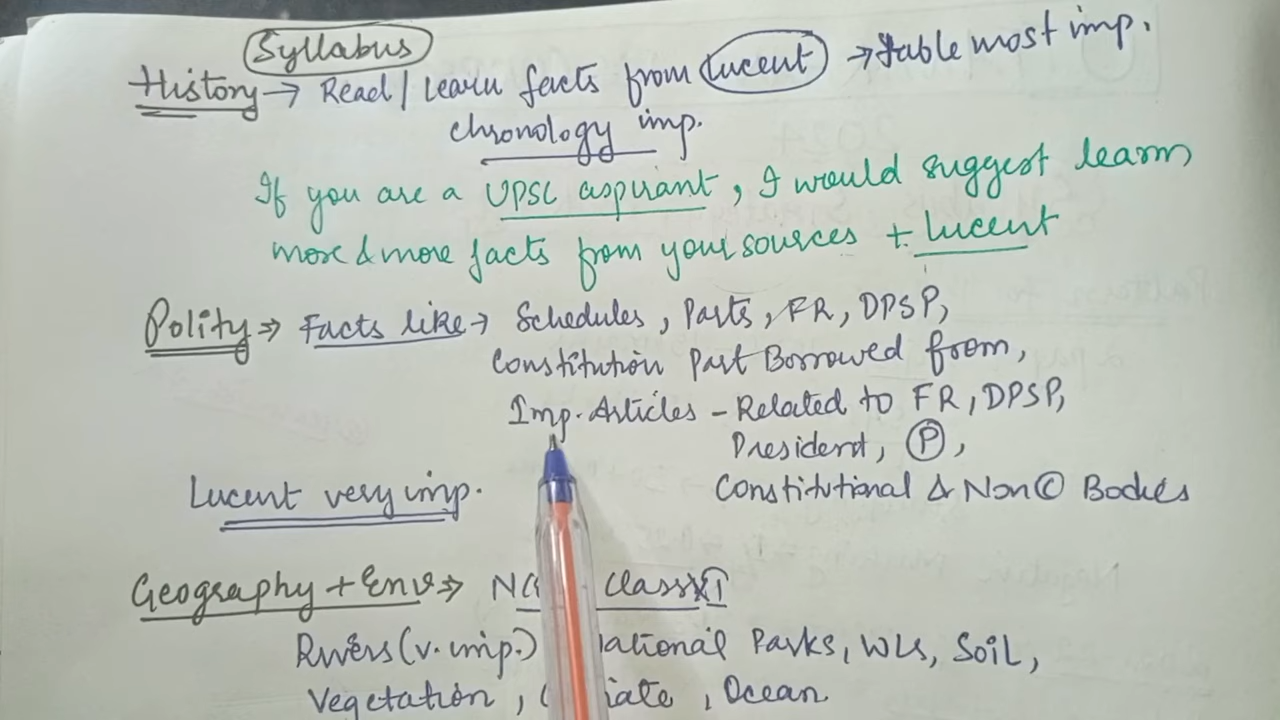 Syllabus
History → Read / Learn facts from Lucent → table most imp.
chronology imp.
If you are a UPSC aspirant, I would suggest learn
more & more facts from your sources + Lucent
Polity ⇒ Facts like → Schedules, Parts, FR, DPSP,
Constitution Part Borrowed from,
Imp. Articles - Related to FR, DPSP,
President, Ⓟ,
Lucent very imp. Constitutional & Non © Bodies
Geography + Env ⇒ Class XI
Rivers (v. imp.) Parks, WLS, Soil,
Vegetation, Ocean